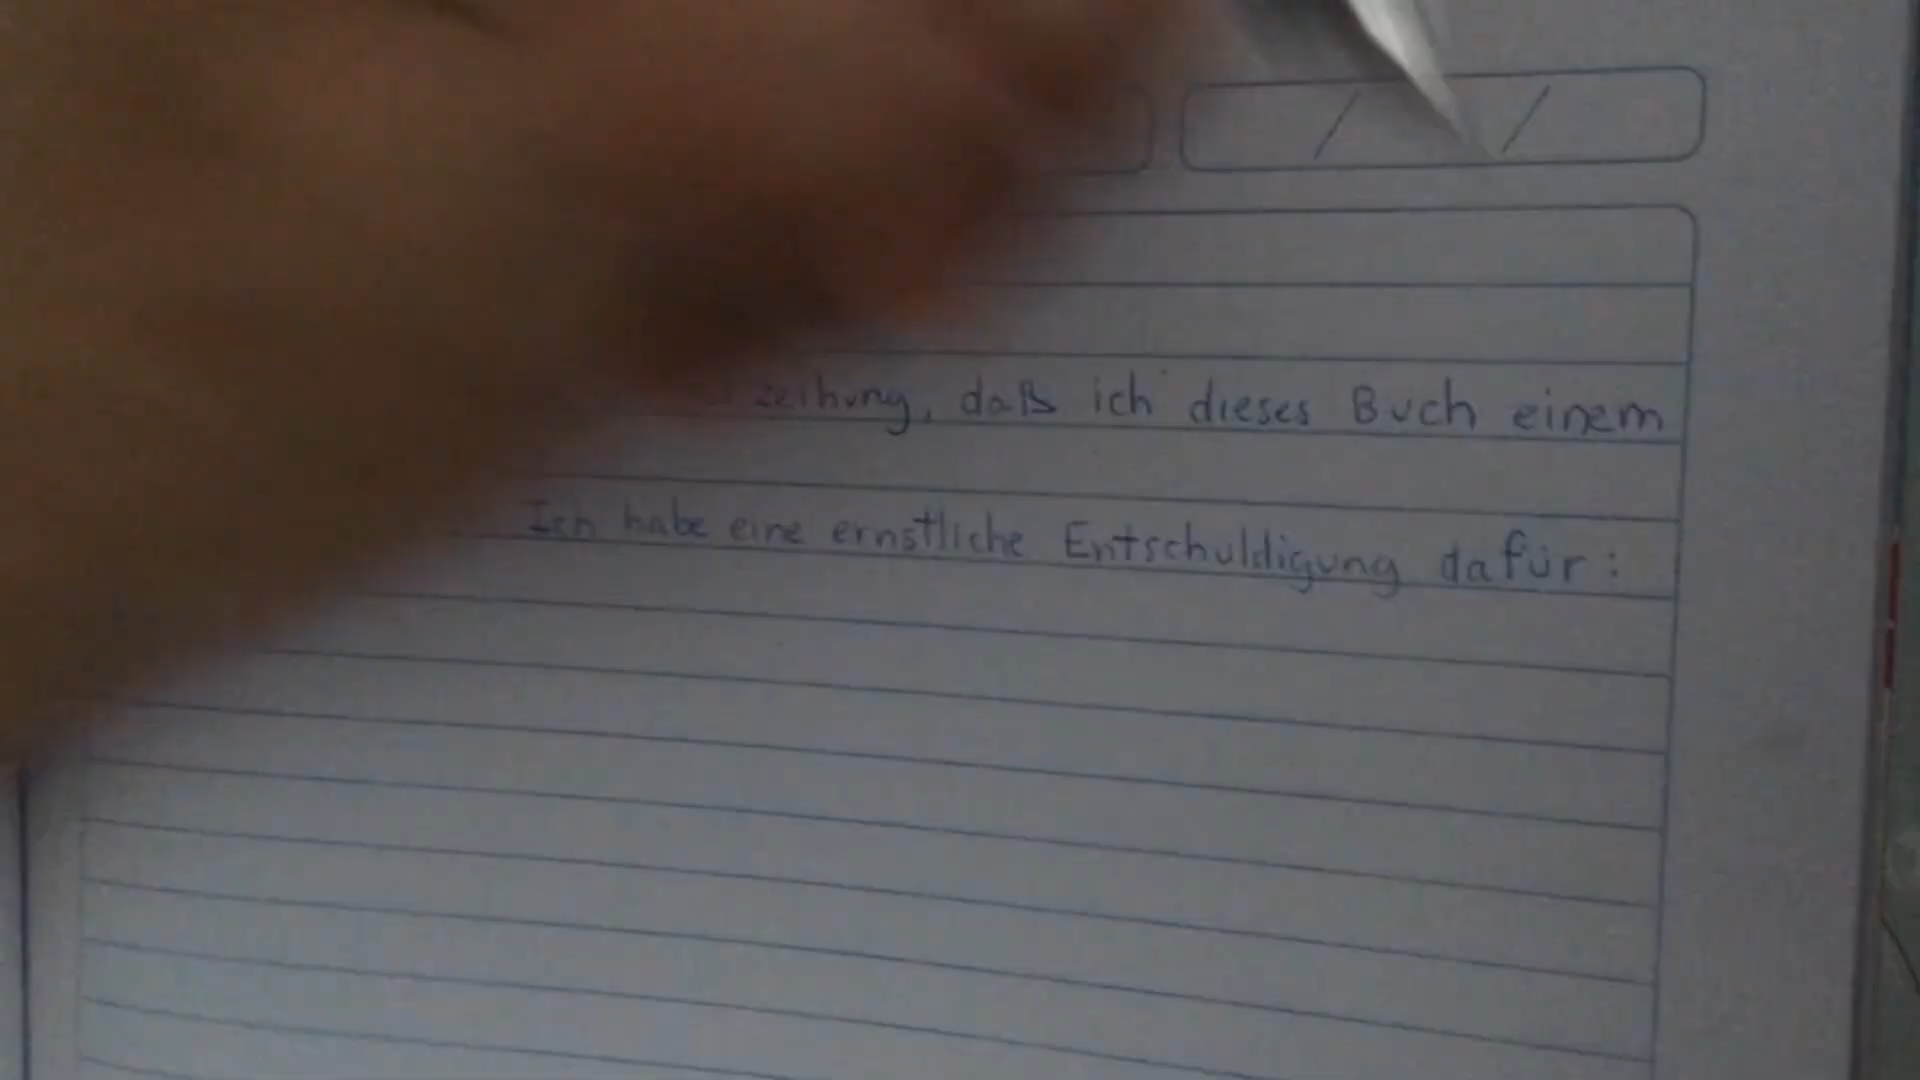 zeihung, daß ich dieses Buch einem
Ich habe eine ernstliche Entschuldigung dafür: